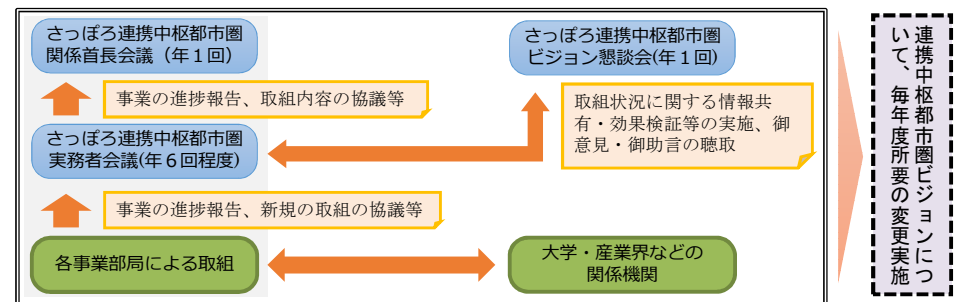 さっぽろ連携中枢都市圏
関係首長会議（年１回）
さっぽろ連携中枢都市圏
ビジョン懇談会(年１回)
事業の進捗報告、取組内容の協議等
取組状況に関する情報共
有・効果検証等の実施、御
意見・御助言の聴取
さっぽろ連携中枢都市圏
実務者会議(年６回程度)
事業の進捗報告、新規の取組の協議等
各事業部局による取組
大学・産業界などの
関係機関
連携中枢都市圏ビジョンにつ
いて、毎年度所要の変更実施